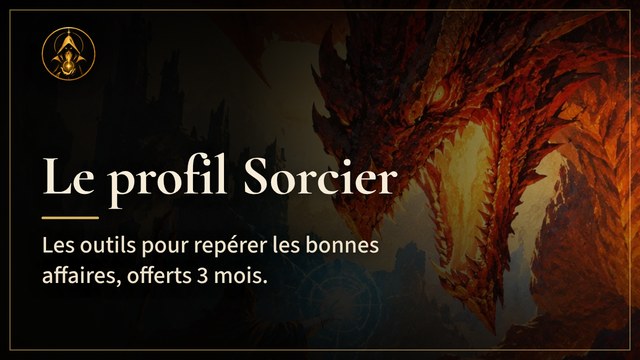 Le profil Sorcier
Les outils pour repérer les bonnes
affaires, offerts 3 mois.